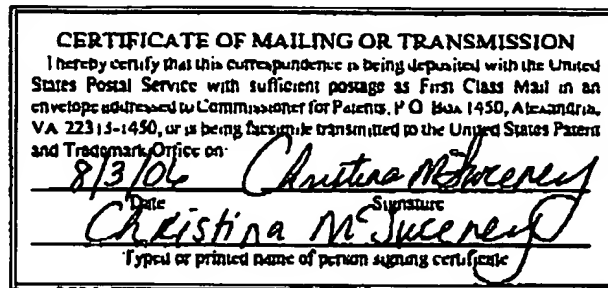 CERTIFICATE OF MAILING OR TRANSMISSION
I hereby certify that this correspondence is being deposited with the United
States Postal Service with sufficient postage as First Class Mail in an
envelope addressed to Commissioner for Patents, P O Box 1450, Alexandria,
VA 22313-1450, or is being facsimile transmitted to the United States Patent
and Trademark Office on
8/3/06 Christina McSweeney
Date Signature
Christina McSweeney
Typed or printed name of person signing certificate